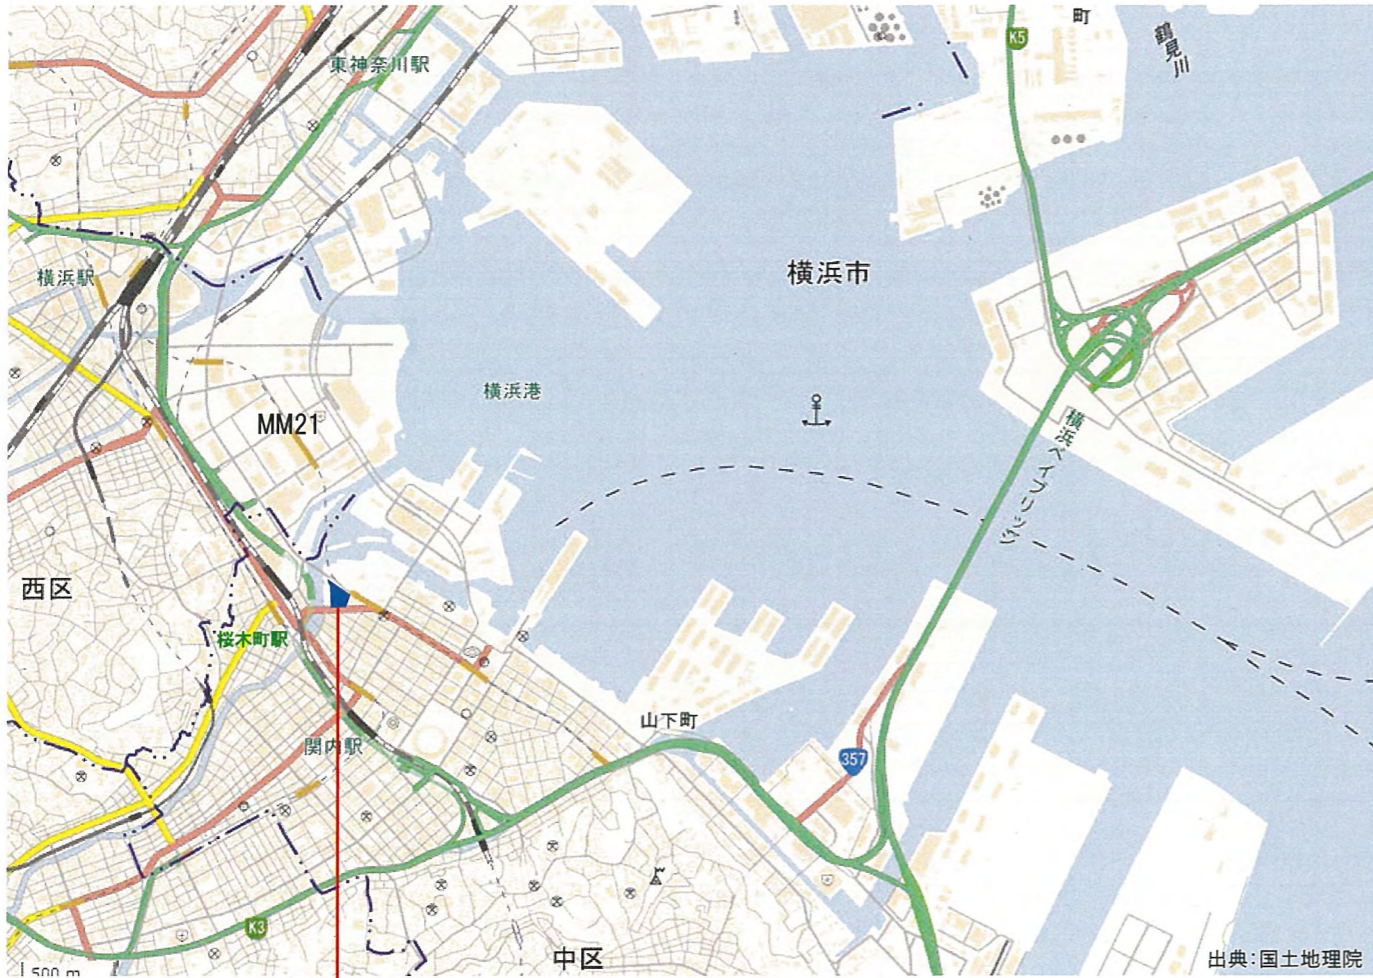 町
K5
鶴見川
東神奈川駅
横浜市
横浜駅
横浜港
MM21
横浜ベイブリッジ
西区
桜木町駅
山下町
関内駅
357
K3
中区
500 m
出典:国土地理院